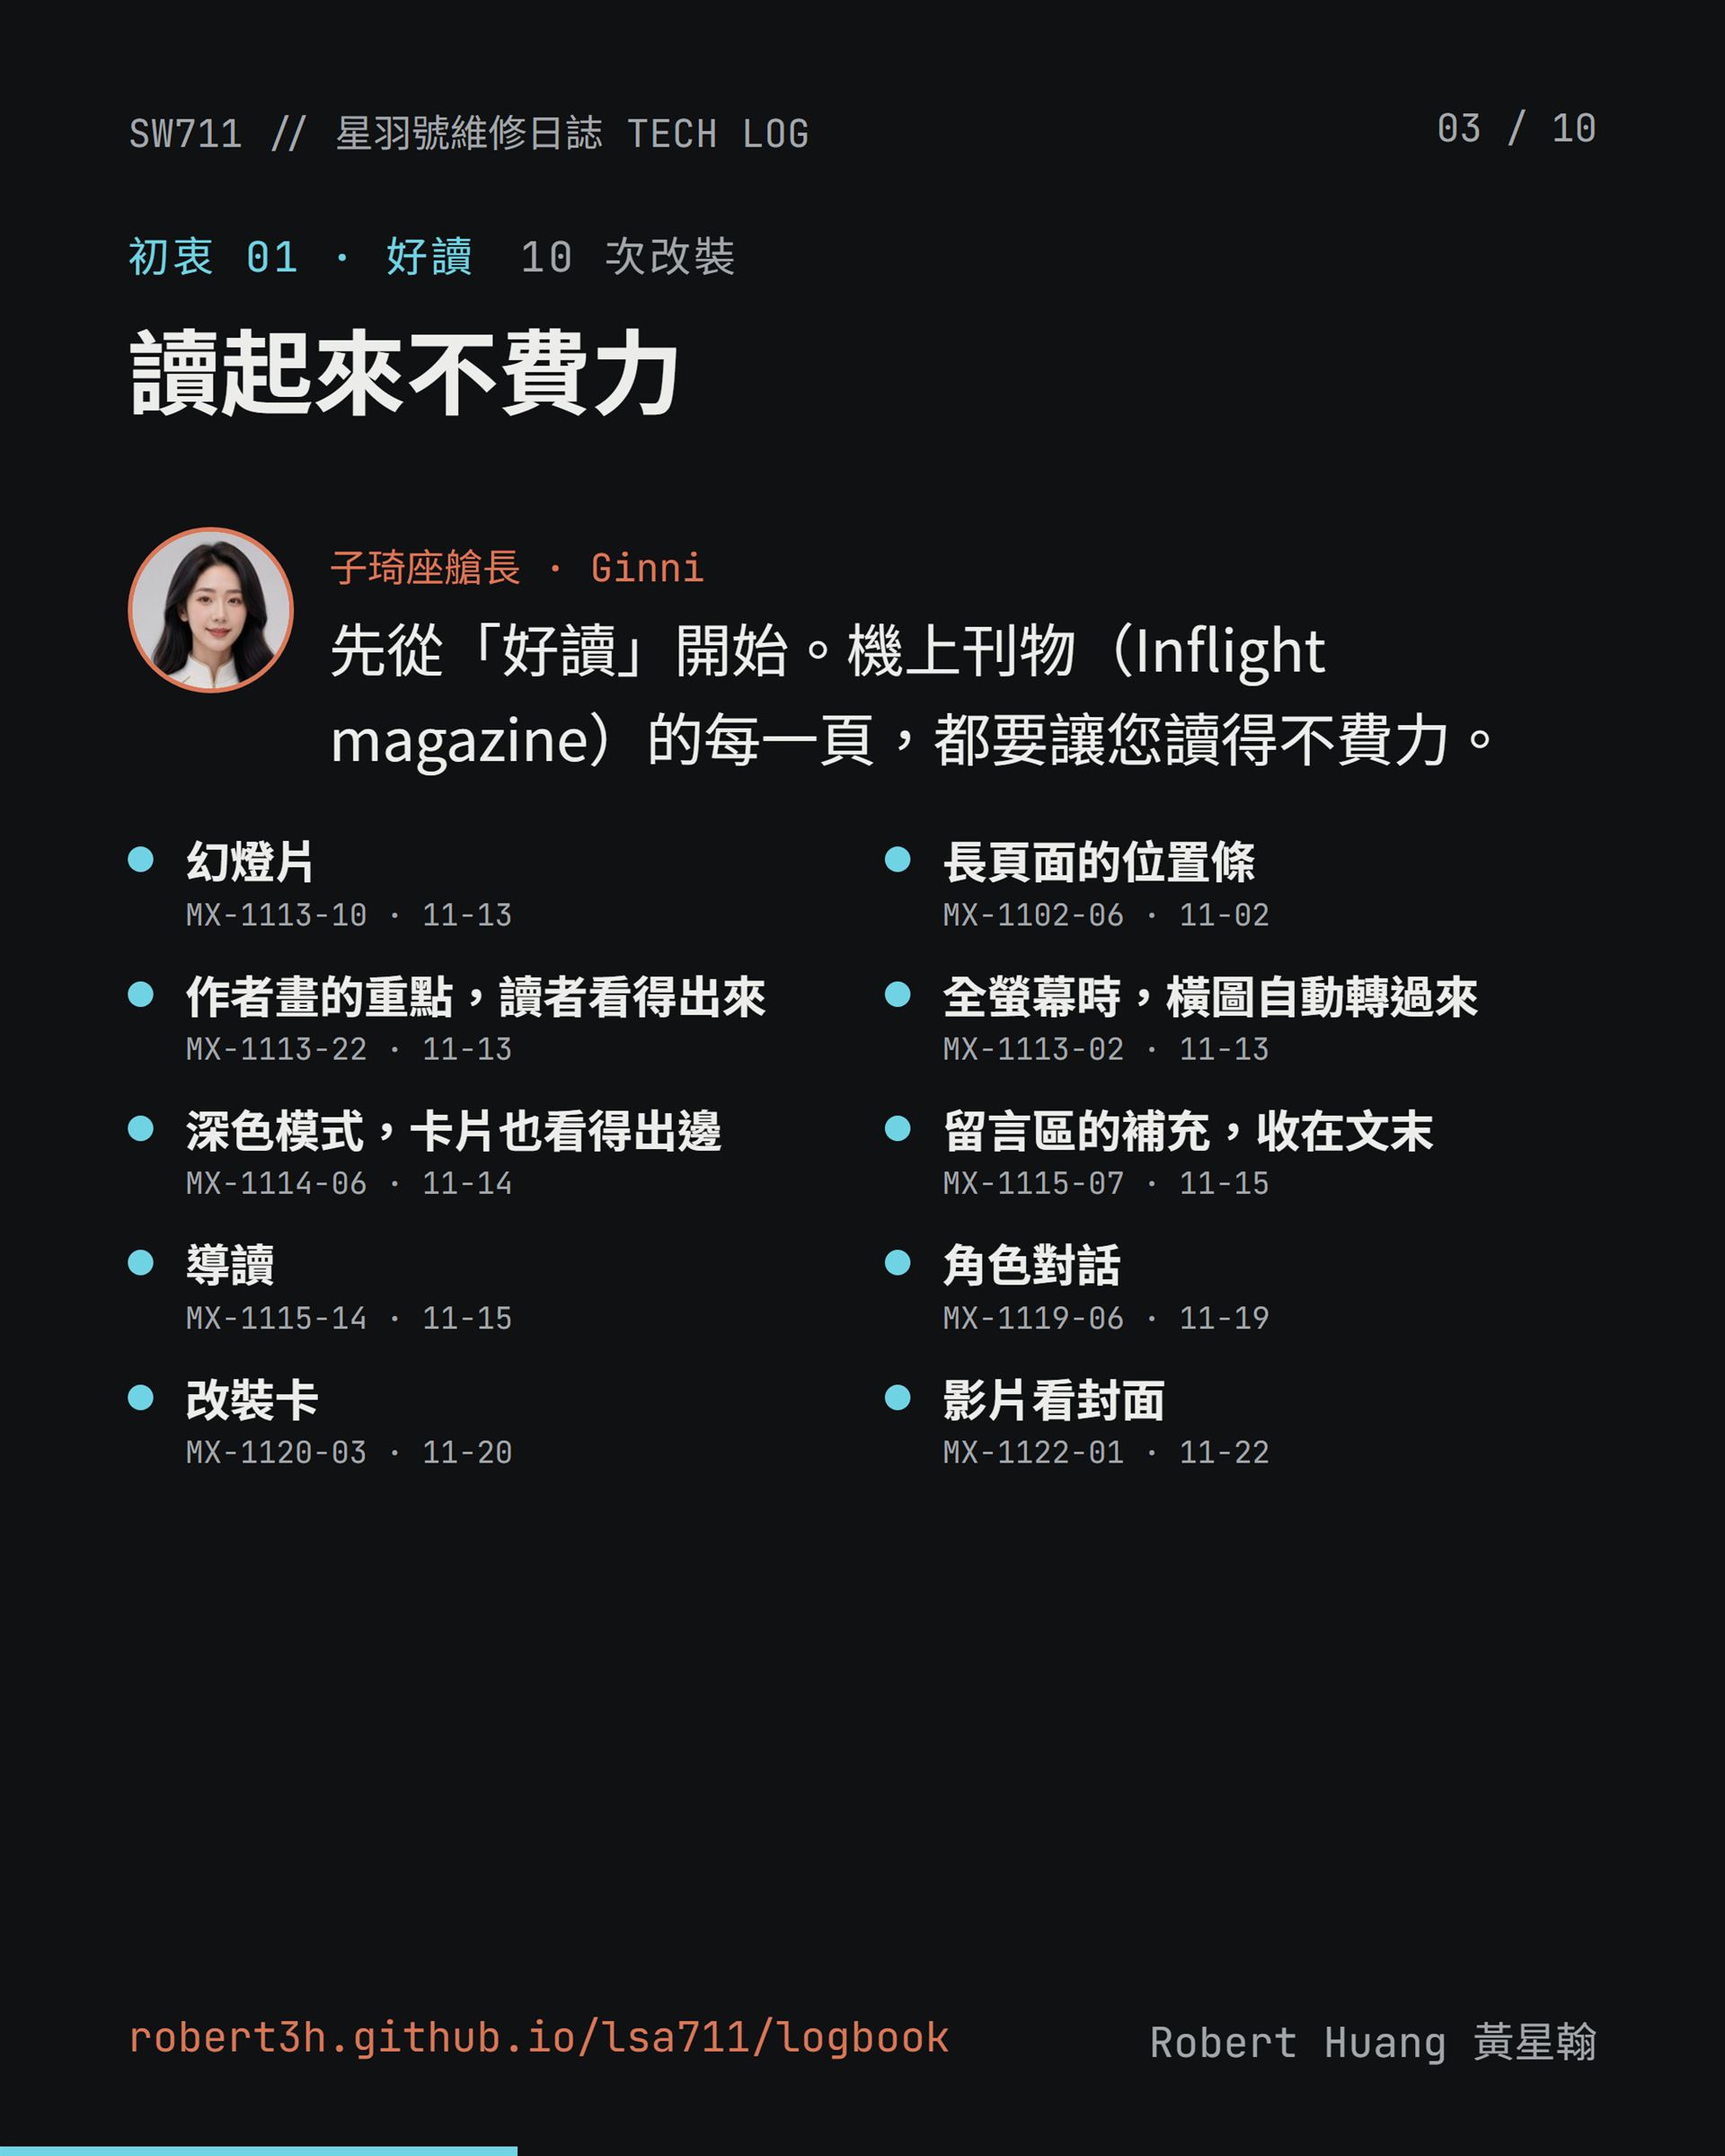 SW711 // 星羽號維修日誌 TECH LOG
03 / 10
初衷 01 · 好讀 10 次改裝
讀起來不費力
子琦座艙長 · Ginni
先從「好讀」開始。機上刊物（Inflight
magazine）的每一頁，都要讓您讀得不費力。
幻燈片
MX-1113-10 · 11-13
長頁面的位置條
MX-1102-06 · 11-02
作者畫的重點，讀者看得出來
MX-1113-22 · 11-13
全螢幕時，橫圖自動轉過來
MX-1113-02 · 11-13
深色模式，卡片也看得出邊
MX-1114-06 · 11-14
留言區的補充，收在文末
MX-1115-07 · 11-15
導讀
MX-1115-14 · 11-15
角色對話
MX-1119-06 · 11-19
改裝卡
MX-1120-03 · 11-20
影片看封面
MX-1122-01 · 11-22
robert3h.github.io/lsa711/logbook
Robert Huang 黃星翰